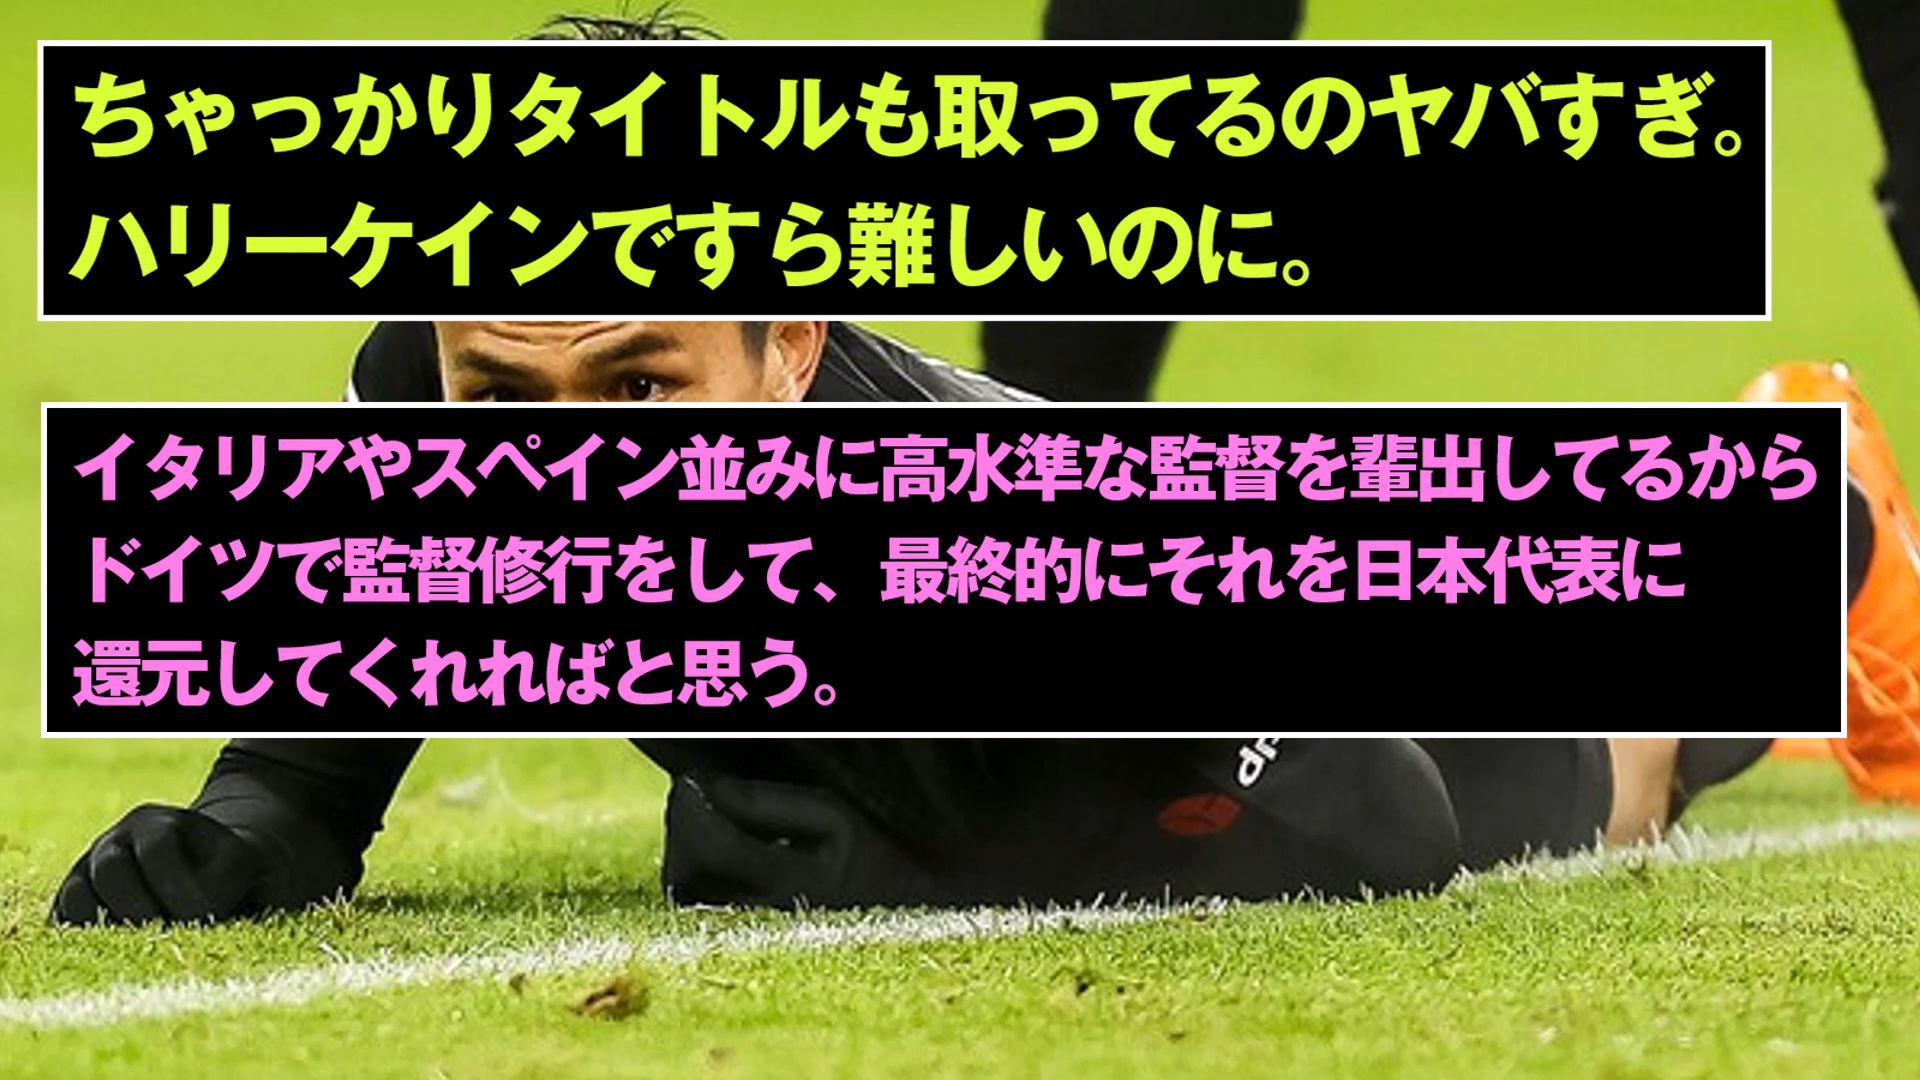 ちゃっかりタイトルも取ってるのヤバすぎ。
ハリーケインですら難しいのに。
イタリアやスペイン並みに高水準な監督を輩出してるから
ドイツで監督修行をして、最終的にそれを日本代表に
還元してくれればと思う。